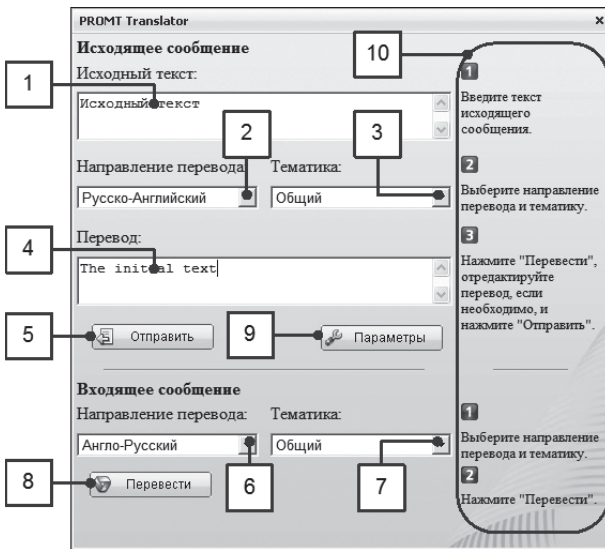 PROMT Translator
Исходящее сообщение
10
1
Исходный текст:
1
Исходный текст
Введите текст
исходящего
сообщения.
2
3
2
Направление перевода:
Тематика:
Русско-Английский
Общий
Выберите направление
перевода и тематику.
4
Перевод:
3
The initial text
Нажмите "Перевести",
отредактируйте
перевод, если
необходимо, и
нажмите "Отправить".
5
Отправить
9
Параметры
Входящее сообщение
Направление перевода:
Тематика:
1
Англо-Русский
Общий
Выберите направление
перевода и тематику.
8
Перевести
6
7
2
Нажмите "Перевести".